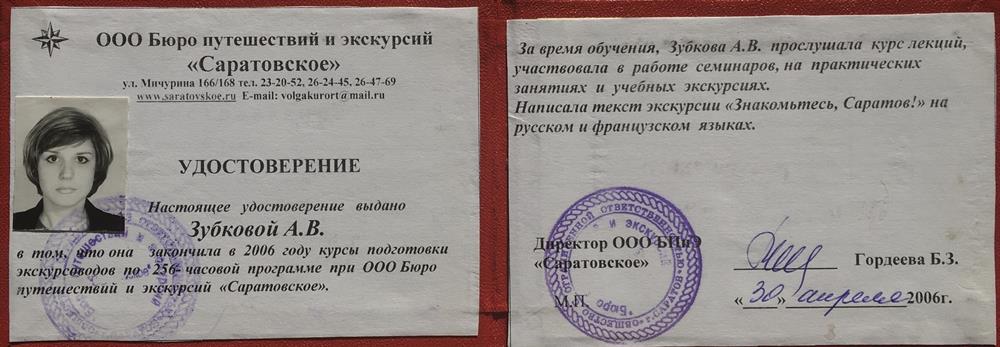 ООО Бюро путешествий и экскурсий
«Саратовское»
ул. Мичурина 166/168 тел. 23-20-52, 26-24-45, 26-47-69
www.saratovskoe.ru E-mail: volgakurort@mail.ru
УДОСТОВЕРЕНИЕ
Настоящее удостоверение выдано
Зубковой А.В.
в том, что она закончила в 2006 году курсы подготовки
экскурсоводов по 256- часовой программе при ООО Бюро
путешествий и экскурсий «Саратовское».
За время обучения, Зубкова А.В. прослушала курс лекций,
участвовала в работе семинаров, на практических
занятиях и учебных экскурсиях.
Написала текст экскурсии «Знакомьтесь, Саратов!» на
русском и французском языках.
Директор ООО БПиЭ
«Саратовское» Гордеева Б.З.
М.П. «30» апреля 2006г.